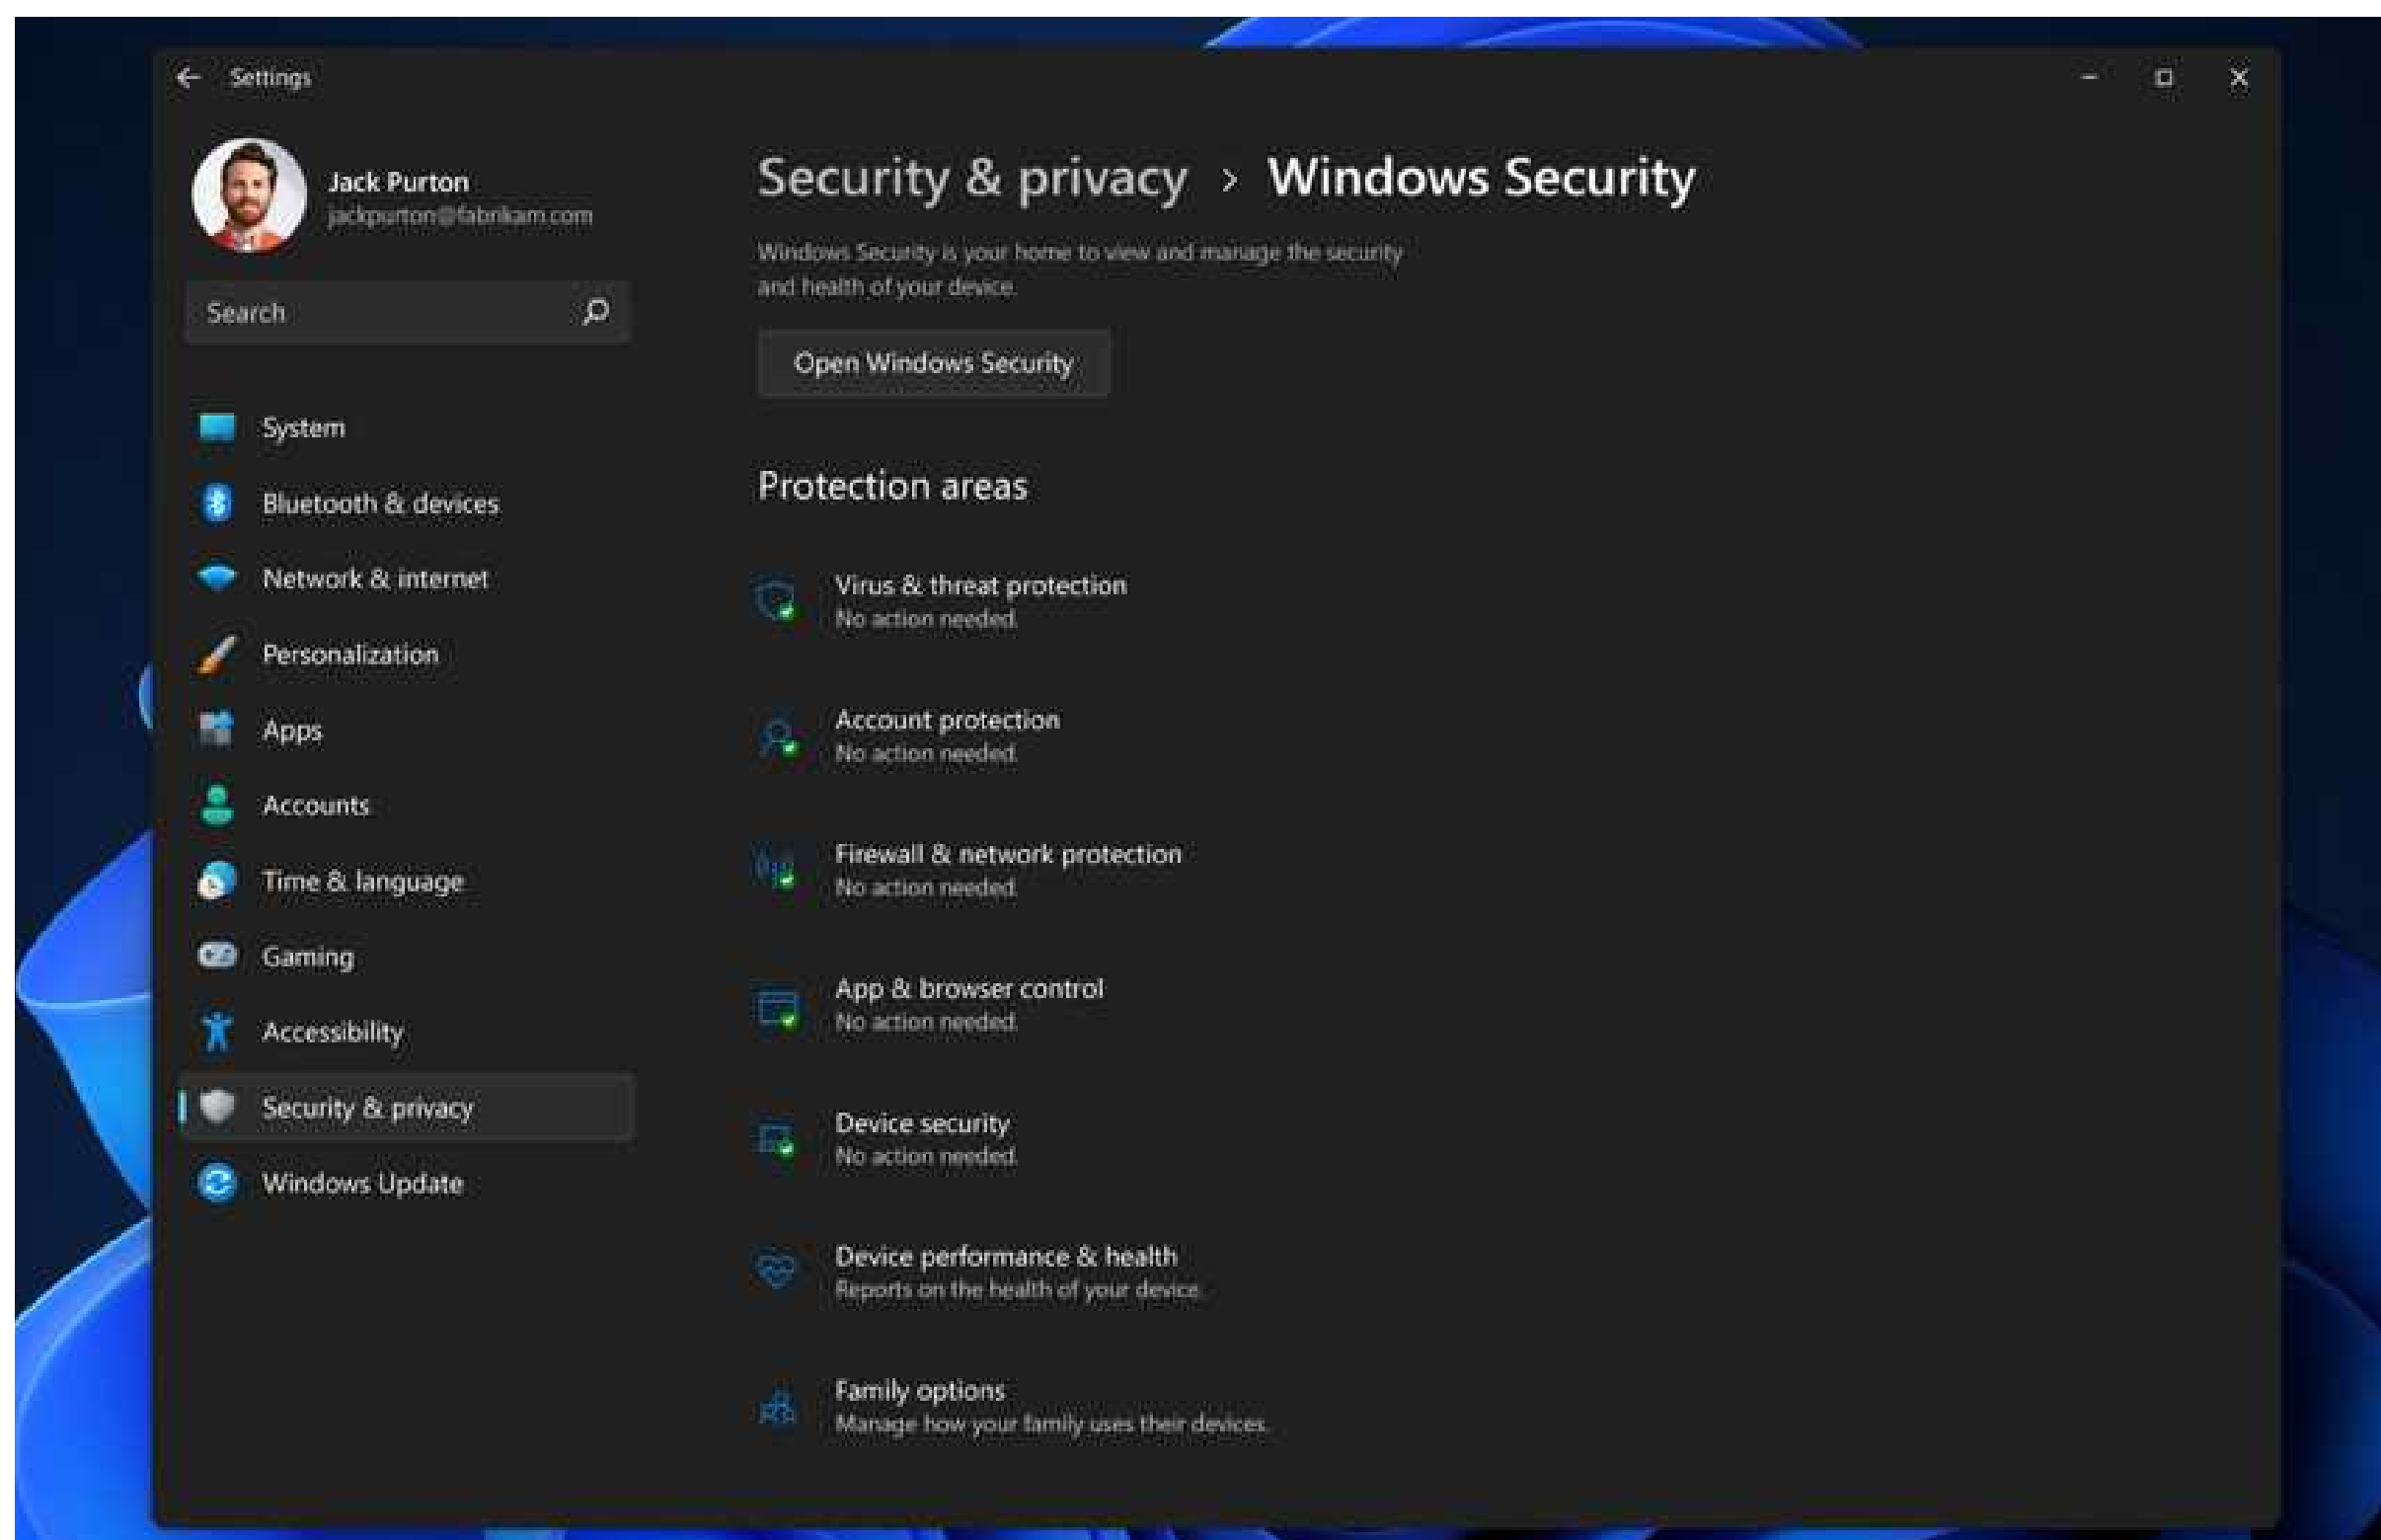 Settings
Jack Purton
jackpurton@fabrikam.com
Search
System
Bluetooth & devices
Network & internet
Personalization
Apps
Accounts
Time & language
Gaming
Accessibility
Security & privacy
Windows Update
Security & privacy > Windows Security
Windows Security is your home to view and manage the security
and health of your device.
Open Windows Security
Protection areas
Virus & threat protection
No action needed.
Account protection
No action needed.
Firewall & network protection
No action needed.
App & browser control
No action needed.
Device security
No action needed.
Device performance & health
Reports on the health of your device.
Family options
Manage how your family uses their devices.